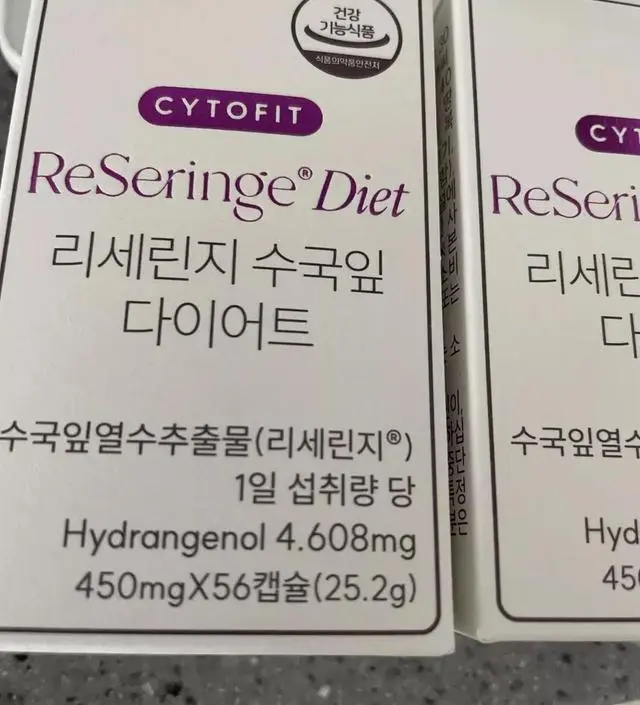 건강
기능식품
식품의약품안전처
CYTOFIT
ReSeringe® Diet
리세린지 수국잎
다이어트
수국잎열수추출물(리세린지®)
1일 섭취량 당
Hydrangenol 4.608mg
450mgX56캡슐(25.2g)
CYT
ReSeri
리세린
다
수국잎열수
Hyd
450